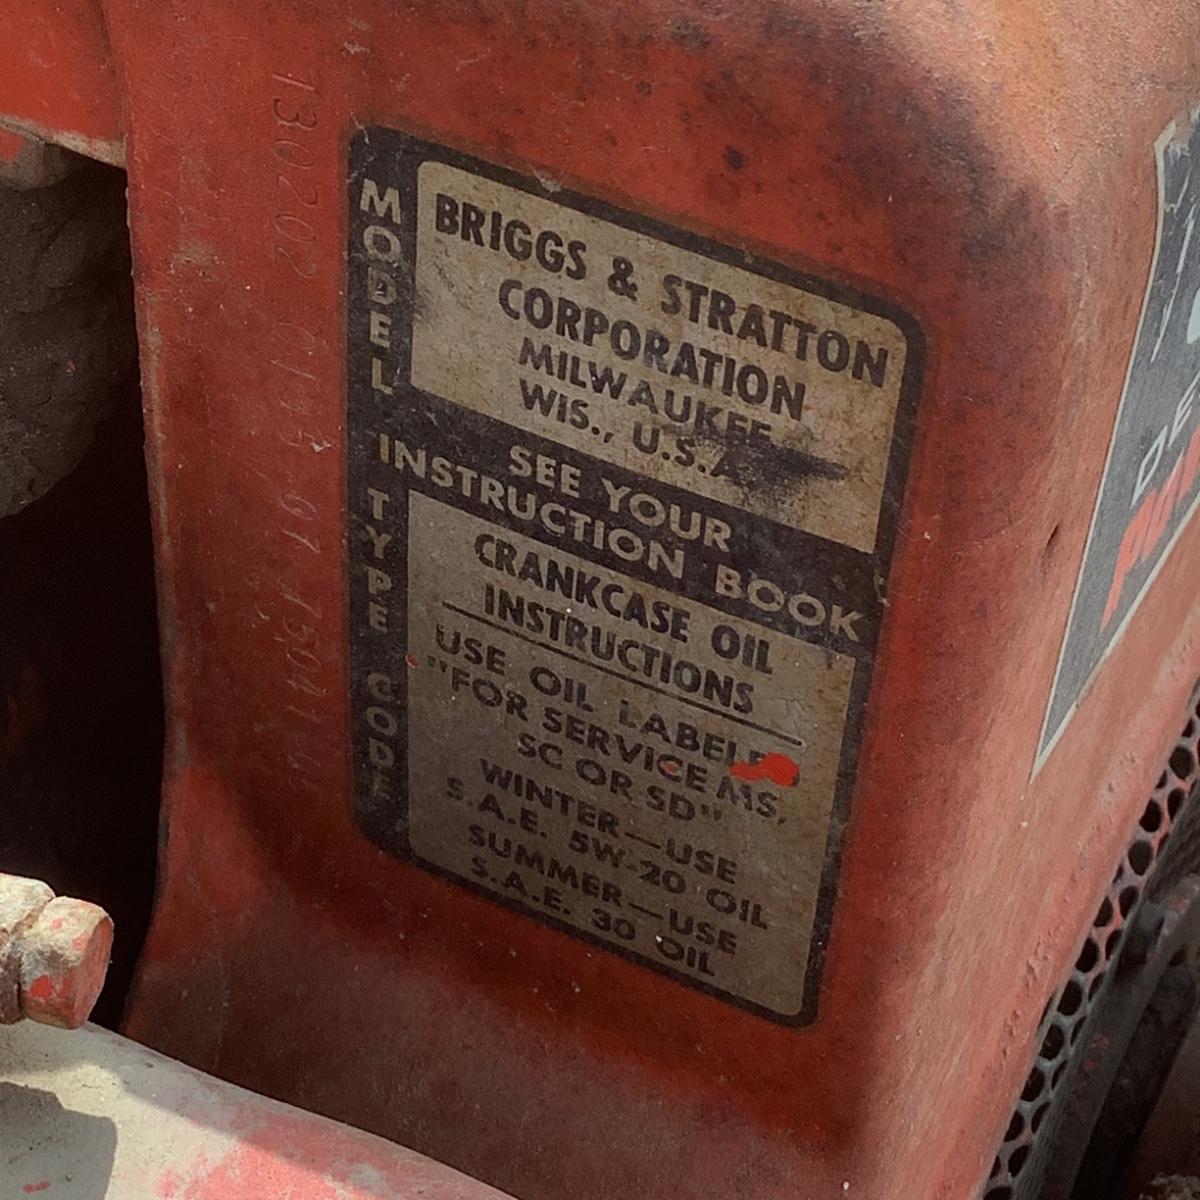 130202
MODEL
TYPE
CODE
BRIGGS & STRATTON
CORPORATION
MILWAUKEE
WIS., U.S.A
SEE YOUR
INSTRUCTION BOOK
CRANKCASE OIL
INSTRUCTIONS
USE OIL LABELED
"FOR SERVICE MS,
SC OR SD"
WINTER—USE
S.A.E. 5W-20 OIL
SUMMER—USE
S.A.E. 30 OIL